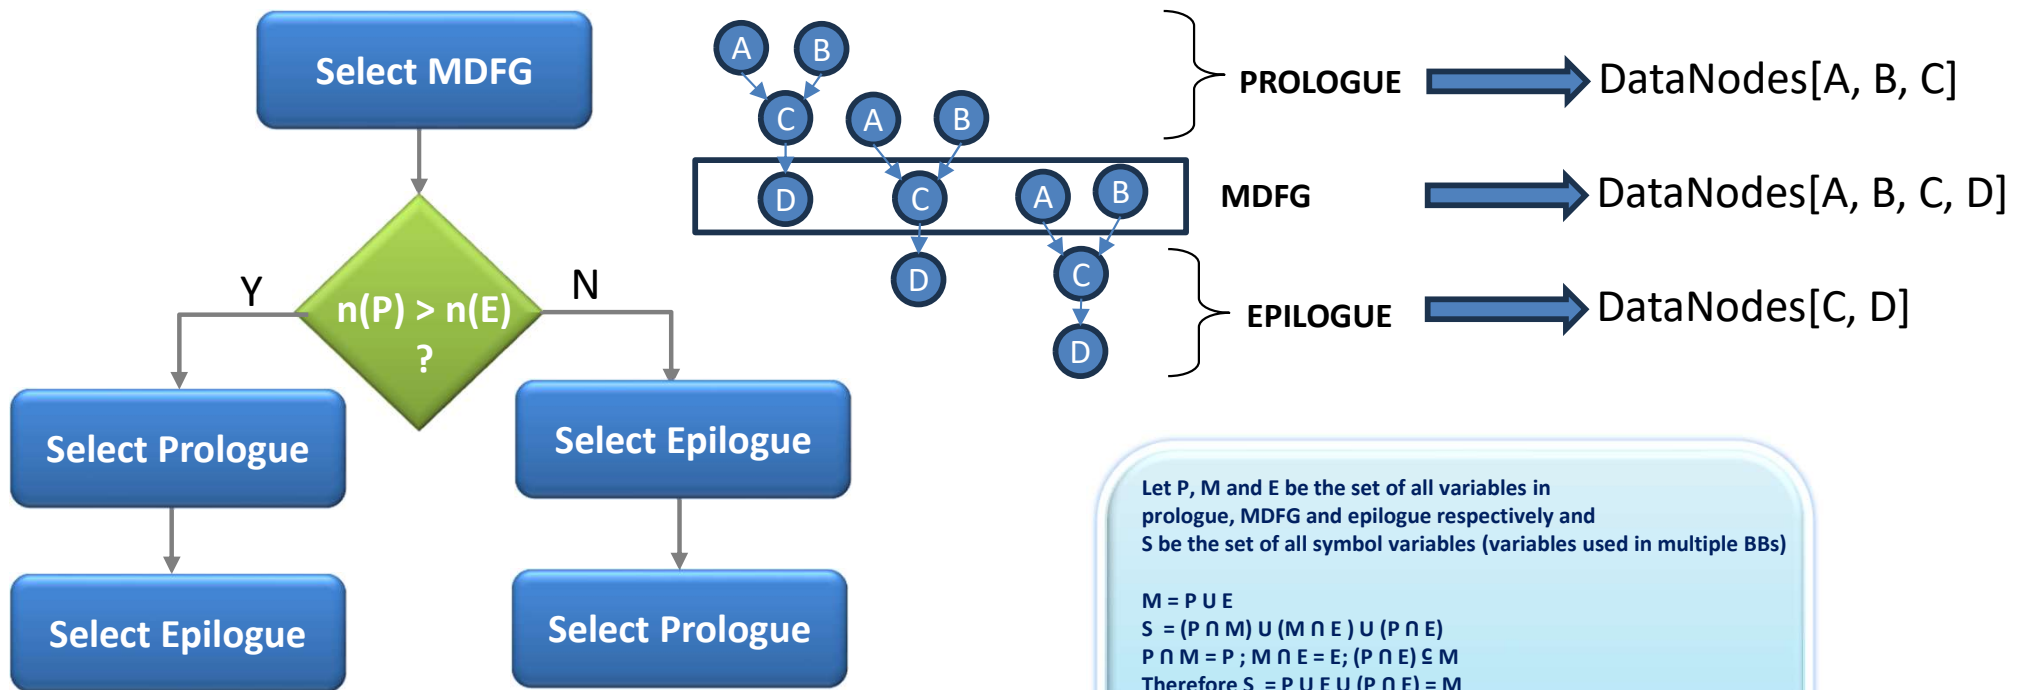 Select MDFG
n(P) > n(E)
?
Y
N
Select Prologue
Select Epilogue
Select Epilogue
Select Prologue
A
B
C
A
B
D
C
A
B
D
C
D
PROLOGUE
DataNodes[A, B, C]
MDFG
DataNodes[A, B, C, D]
EPILOGUE
DataNodes[C, D]
Let P, M and E be the set of all variables in
prologue, MDFG and epilogue respectively and
S be the set of all symbol variables (variables used in multiple BBs)
M = P U E
S = (P ∩ M) U (M ∩ E ) U (P ∩ E)
P ∩ M = P ; M ∩ E = E; (P ∩ E) ⊆ M
Therefore S = P U E U (P ∩ E) = M